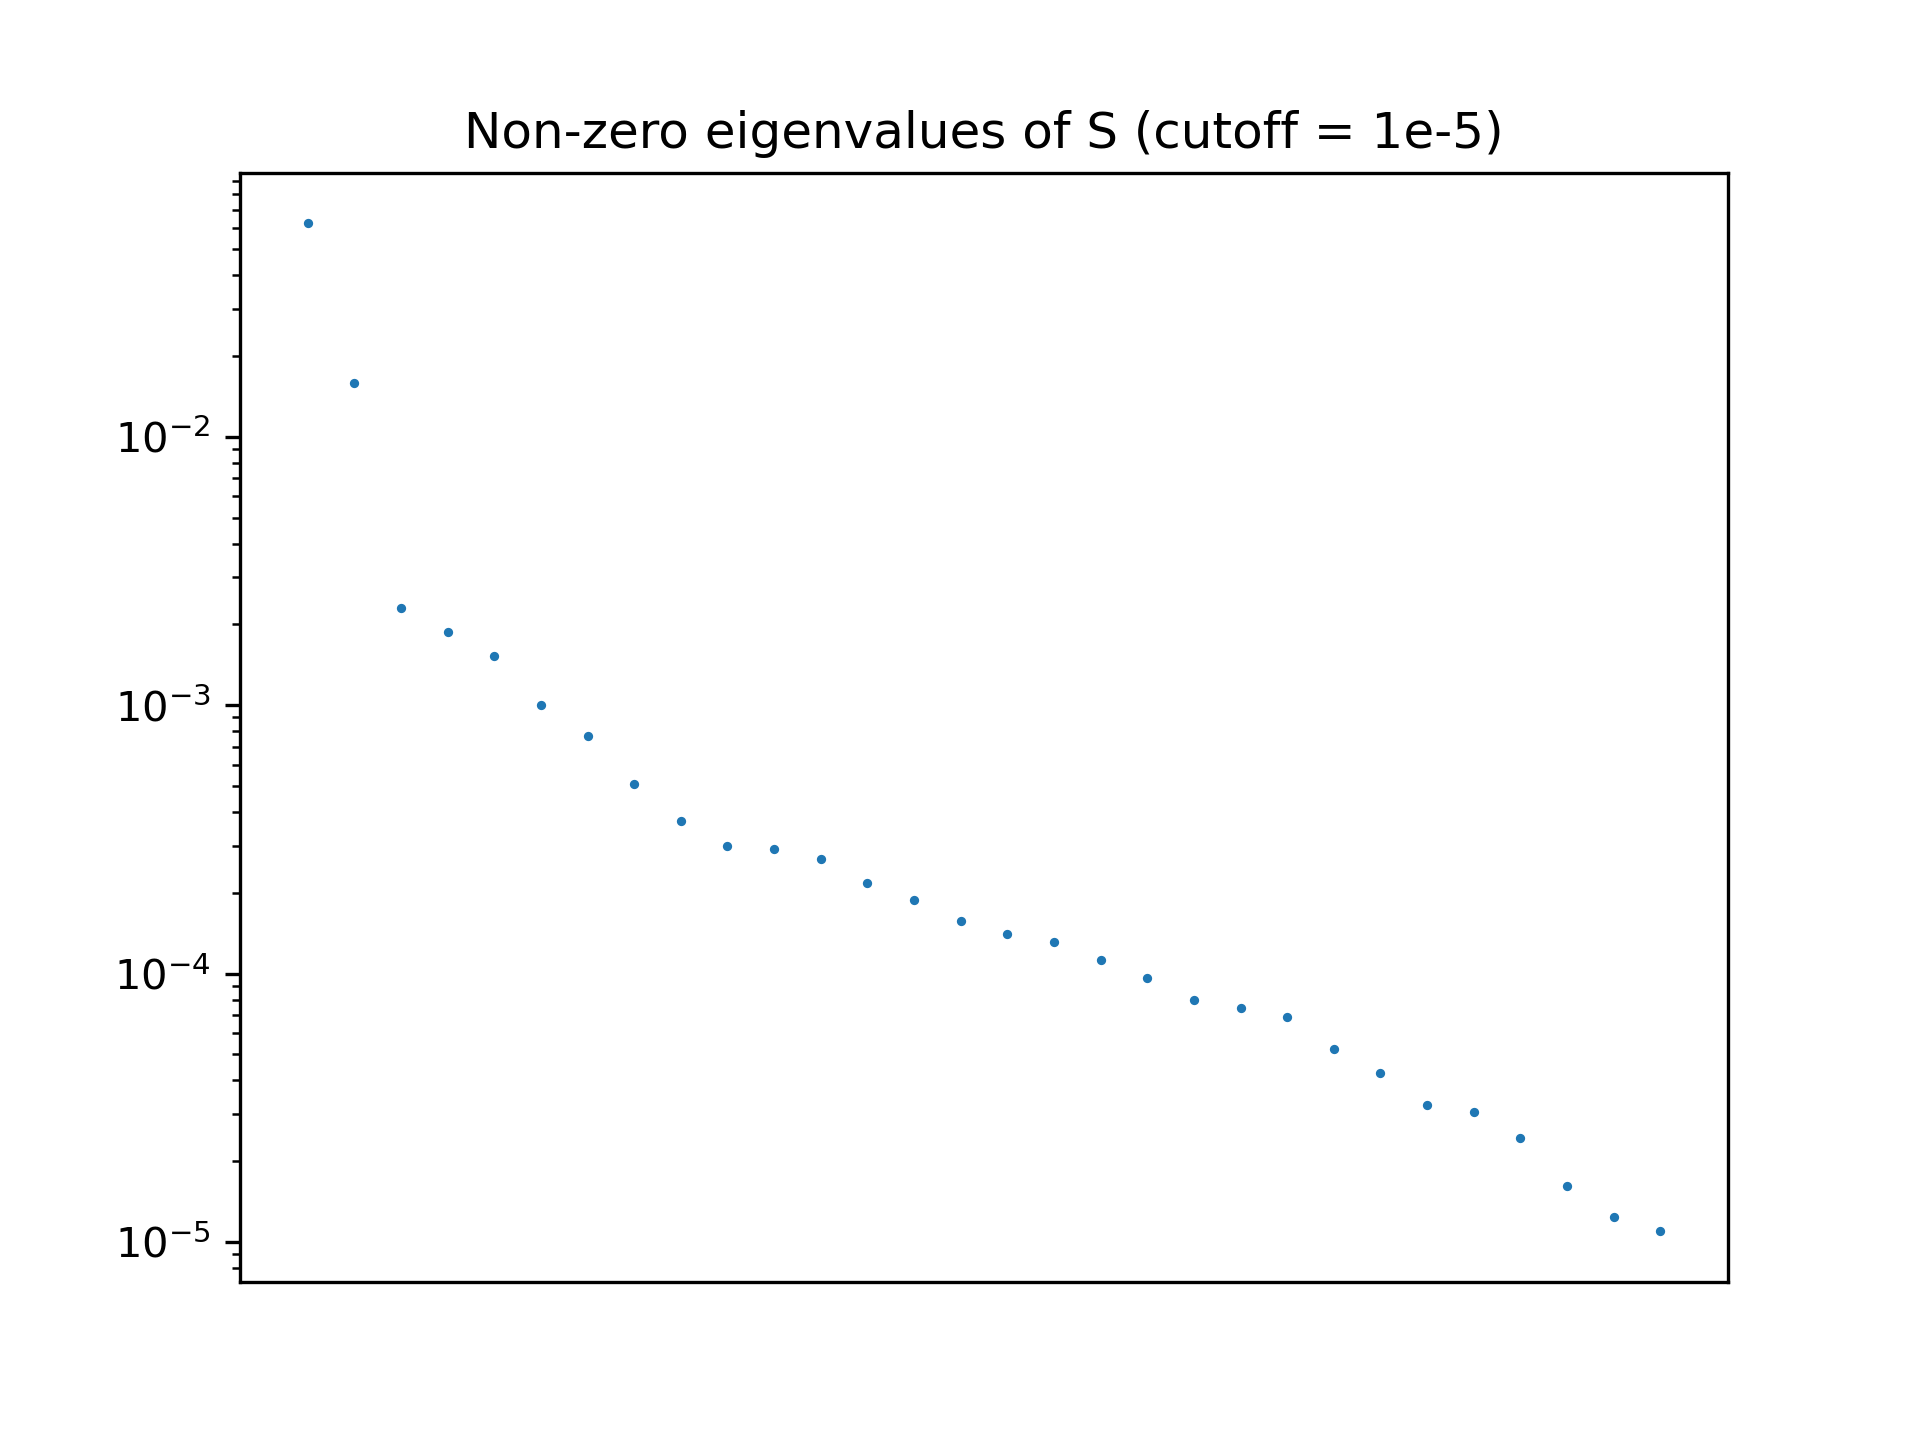 Non-zero eigenvalues of S (cutoff = 1e-5)
10⁻²
10⁻³
10⁻⁴
10⁻⁵